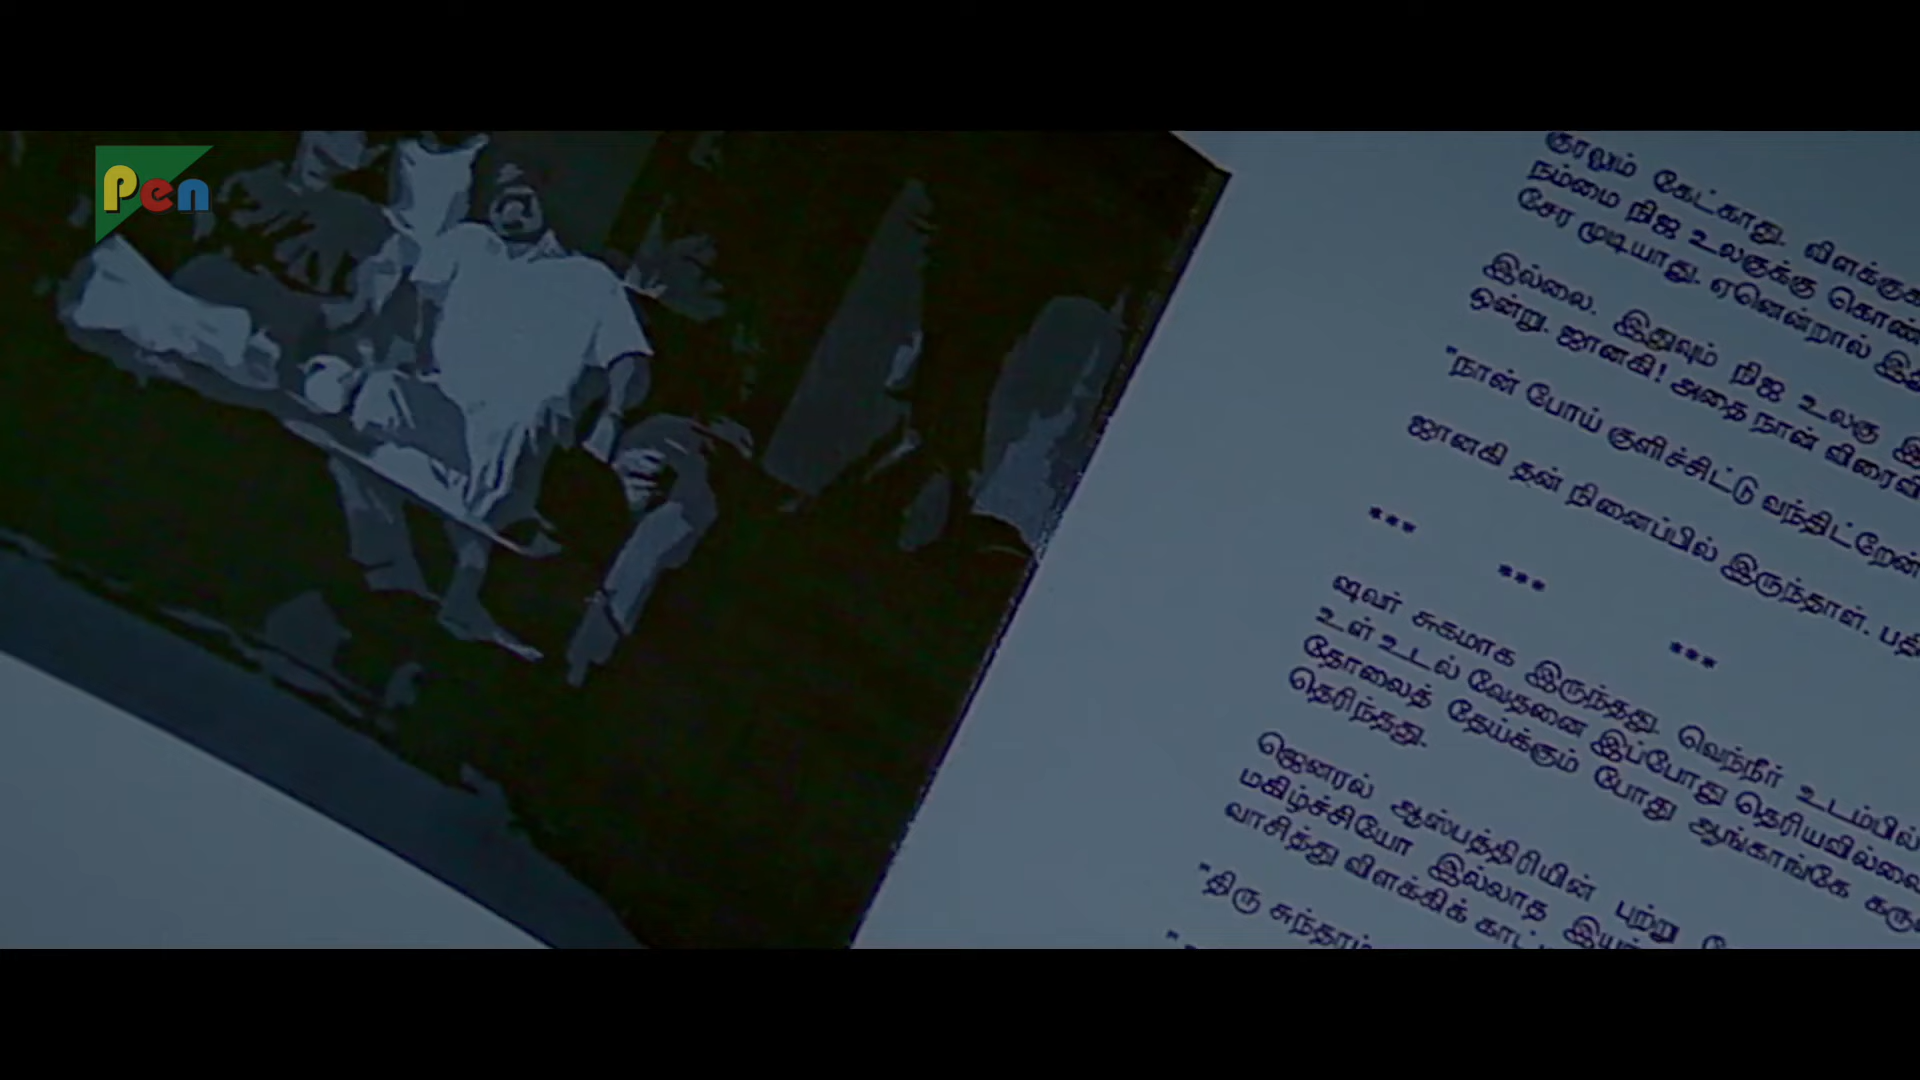 Pen
குரலும் கேட்காது. விளக்குக
நம்மை நிஜ உலகுக்கு கொண்
சேர முடியாது. ஏனென்றால் இ
இல்லை. இதுவும் நிஜ உலகு
ஒன்று. ஜானகி! அதை நான் விரைவி
"நான் போய் குளிச்சிட்டு வந்திட்றேன்
ஜானகி தன் நினைப்பில் இருந்தாள். பதி
***
***
***
ஷவர் சுகமாக இருந்தது. வெந்நீர் உடம்பில்
உள் உடல் வேதனை இப்போது தெரியவில்லை
தோலைத் தேய்க்கும் போது ஆங்காங்கே கரு
தெரிந்தது.
ஜெனரல் ஆஸ்பத்திரியின் புற்று
மகிழ்ச்சியோ இல்லாத
வாசித்து விளக்கிக்
"திரு சுந்தரம்